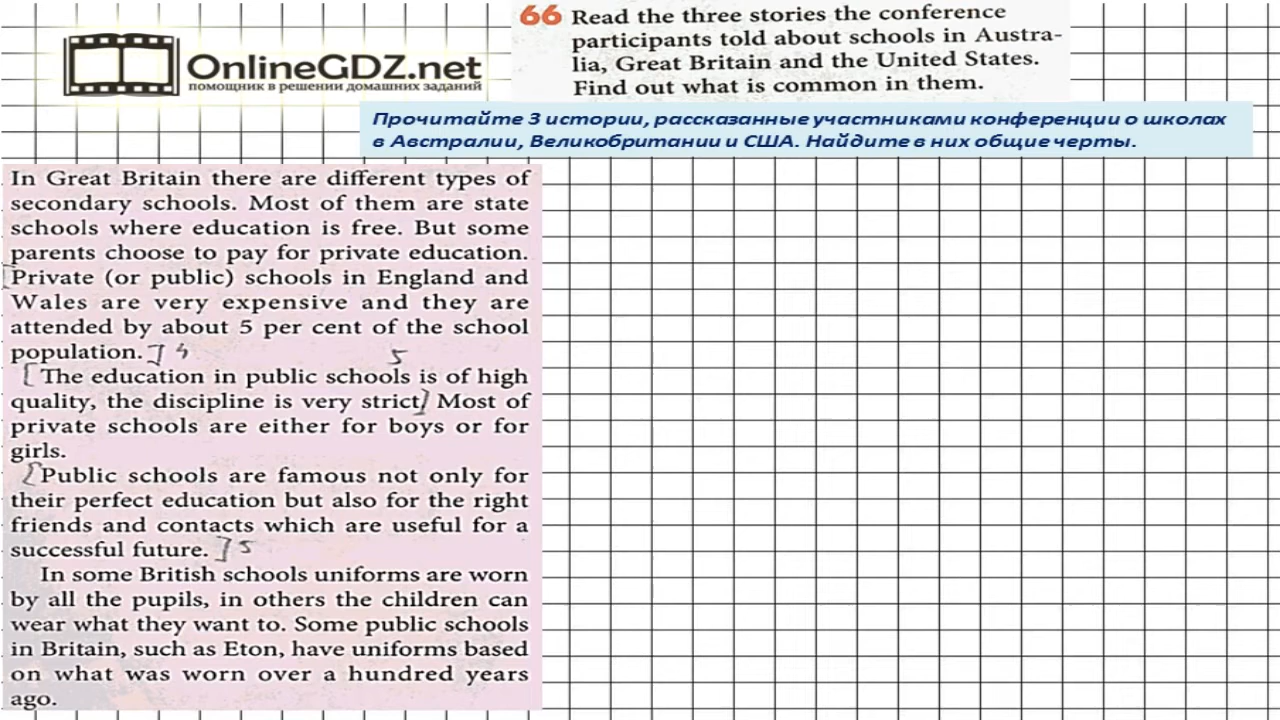 66 Read the three stories the conference
participants told about schools in Austra-
lia, Great Britain and the United States.
Find out what is common in them.
OnlineGDZ.net
помощник в решении домашних заданий
Прочитайте 3 истории, рассказанные участниками конференции о школах
в Австралии, Великобритании и США. Найдите в них общие черты.
In Great Britain there are different types of
secondary schools. Most of them are state
schools where education is free. But some
parents choose to pay for private education.
[Private (or public) schools in England and
Wales are very expensive and they are
attended by about 5 per cent of the school
population.] 4
5
[The education in public schools is of high
quality, the discipline is very strict] Most of
private schools are either for boys or for
girls.
[Public schools are famous not only for
their perfect education but also for the right
friends and contacts which are useful for a
successful future.] 5
In some British schools uniforms are worn
by all the pupils, in others the children can
wear what they want to. Some public schools
in Britain, such as Eton, have uniforms based
on what was worn over a hundred years
ago.